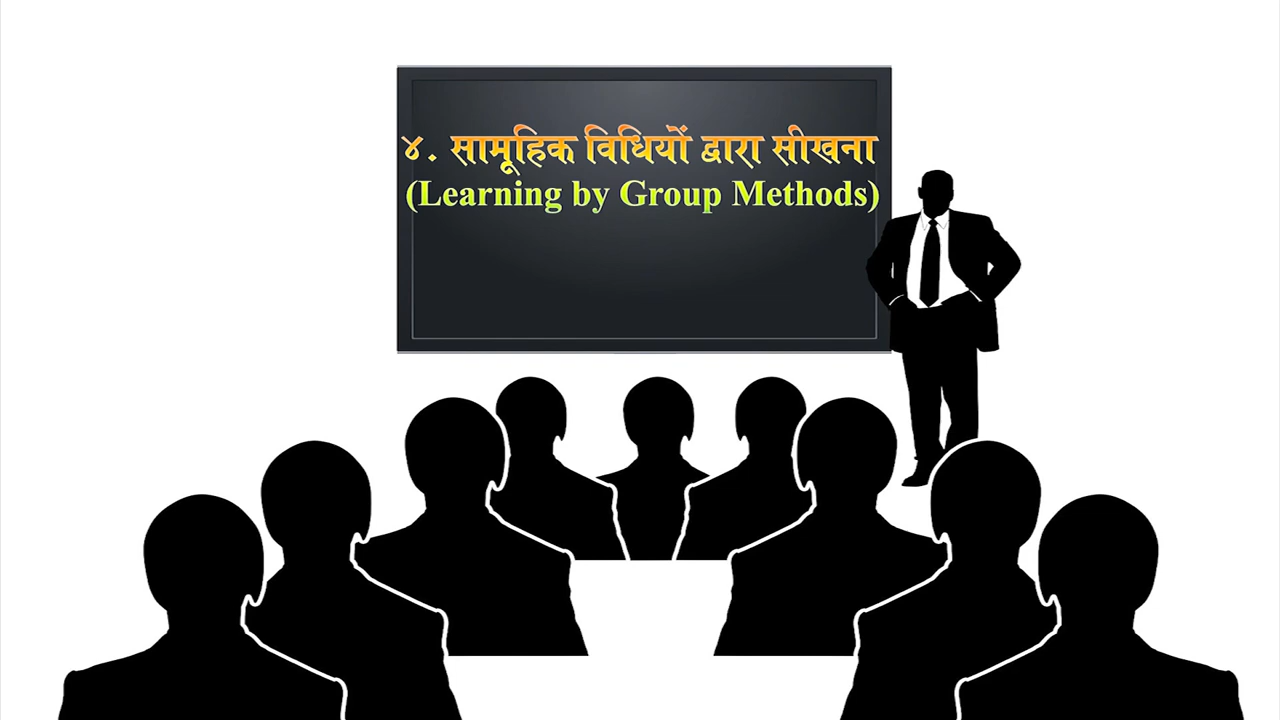 ४. सामूहिक विधियों द्वारा सीखना
(Learning by Group Methods)